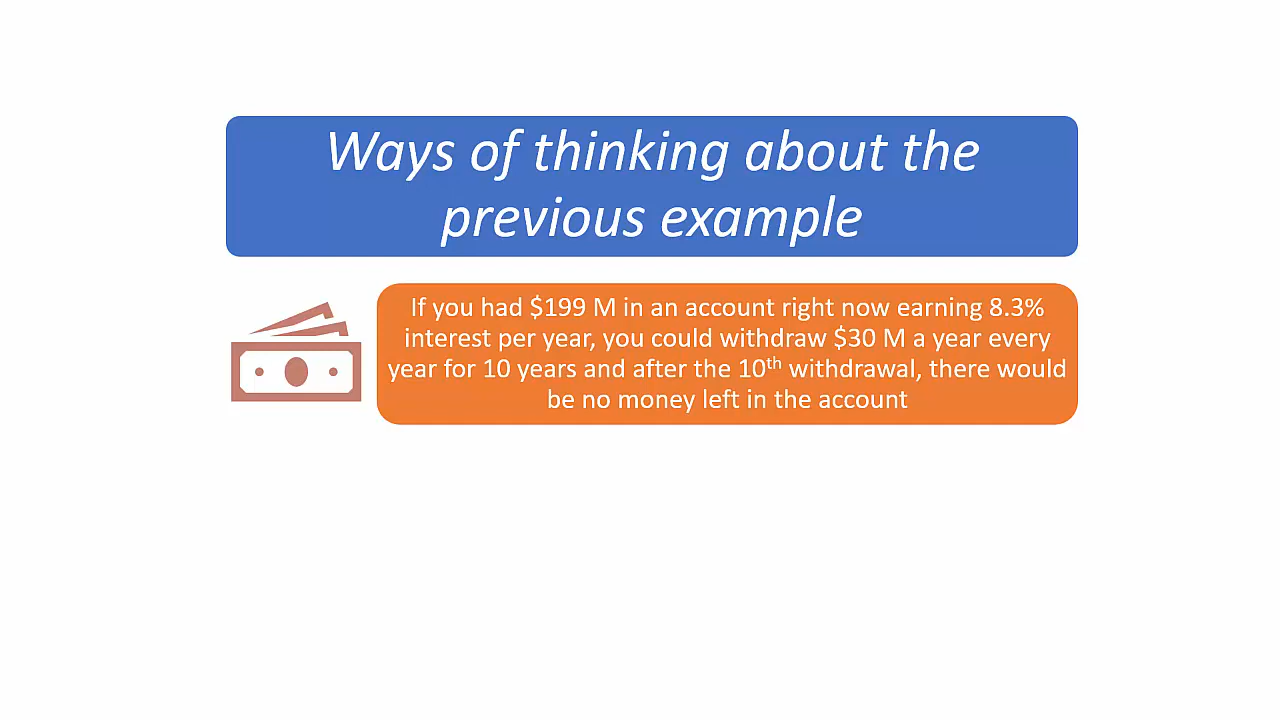 Ways of thinking about the
previous example
If you had $199 M in an account right now earning 8.3%
interest per year, you could withdraw $30 M a year every
year for 10 years and after the 10th withdrawal, there would
be no money left in the account